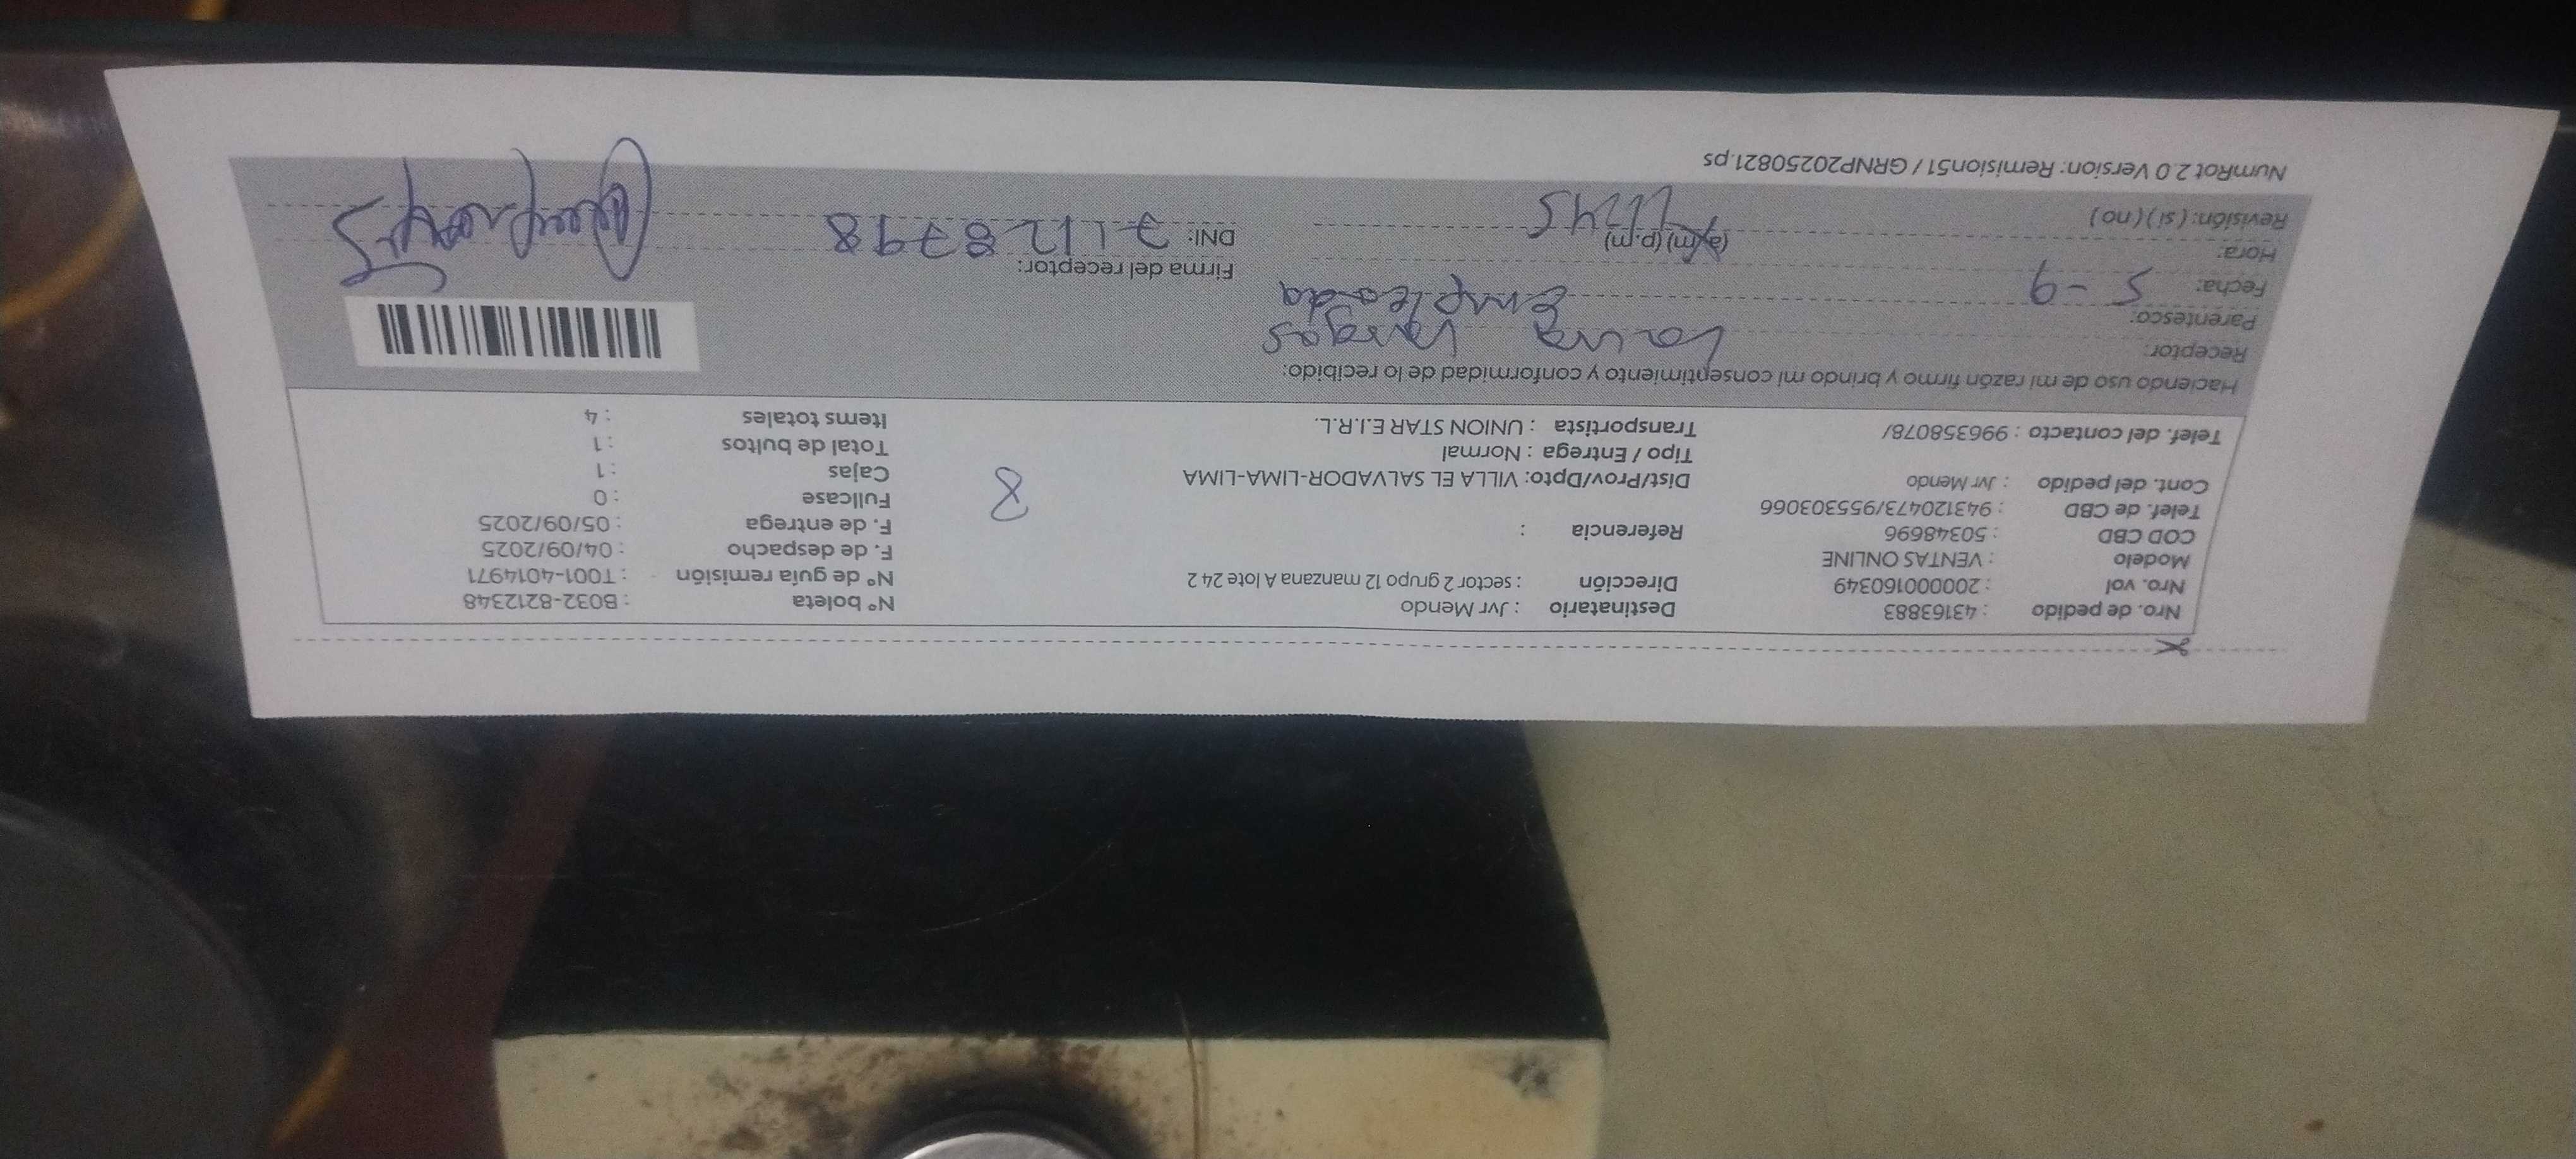 Nro. de pedido : 43163883
Nro. vol : 2000000160349
Modelo : VENTAS ONLINE
COD CBD : 50348696
Telef. de CBD : 943120473/955303066
Cont. del pedido : Jvr Mendo
Telef. del contacto : 996358078/
Destinatario : Jvr Mendo
Dirección : sector 2 grupo 12 manzana A lote 24 2
Referencia :
Dist/Prov/Dpto: VILLA EL SALVADOR-LIMA-LIMA
Tipo / Entrega : Normal
Transportista : UNION STAR E.I.R.L.
8
N° boleta : B032-8212348
N° de guía remisión : T001-4014971
F. de despacho : 04/09/2025
F. de entrega : 05/09/2025
Fullcase : 0
Cajas : 1
Total de bultos : 1
Items totales : 4
Haciendo uso de mi razón firmo y brindo mi consentimiento y conformidad de lo recibido:
Receptor: Laura Vargas
Parentesco: Empleada
Fecha: 5-9
Hora: (a.m) (p.m)
Revisión: ( si ) ( no )
Firma del receptor:
DNI:
NumRot 2.0 Version: Remision51 / GRNP20250821.ps